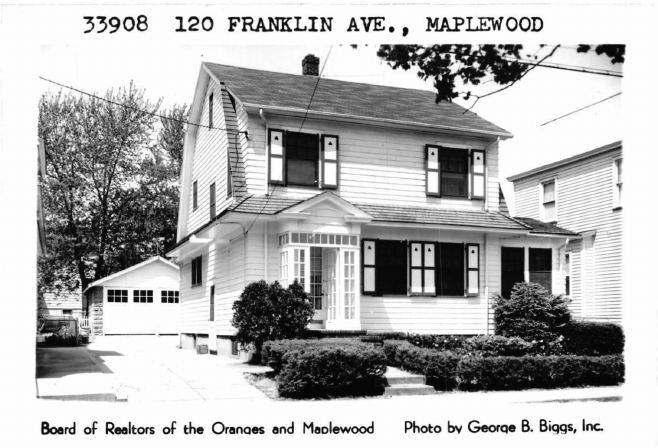 33908 120 FRANKLIN AVE., MAPLEWOOD
Board of Realtors of the Oranges and Maplewood Photo by George B. Biggs, Inc.